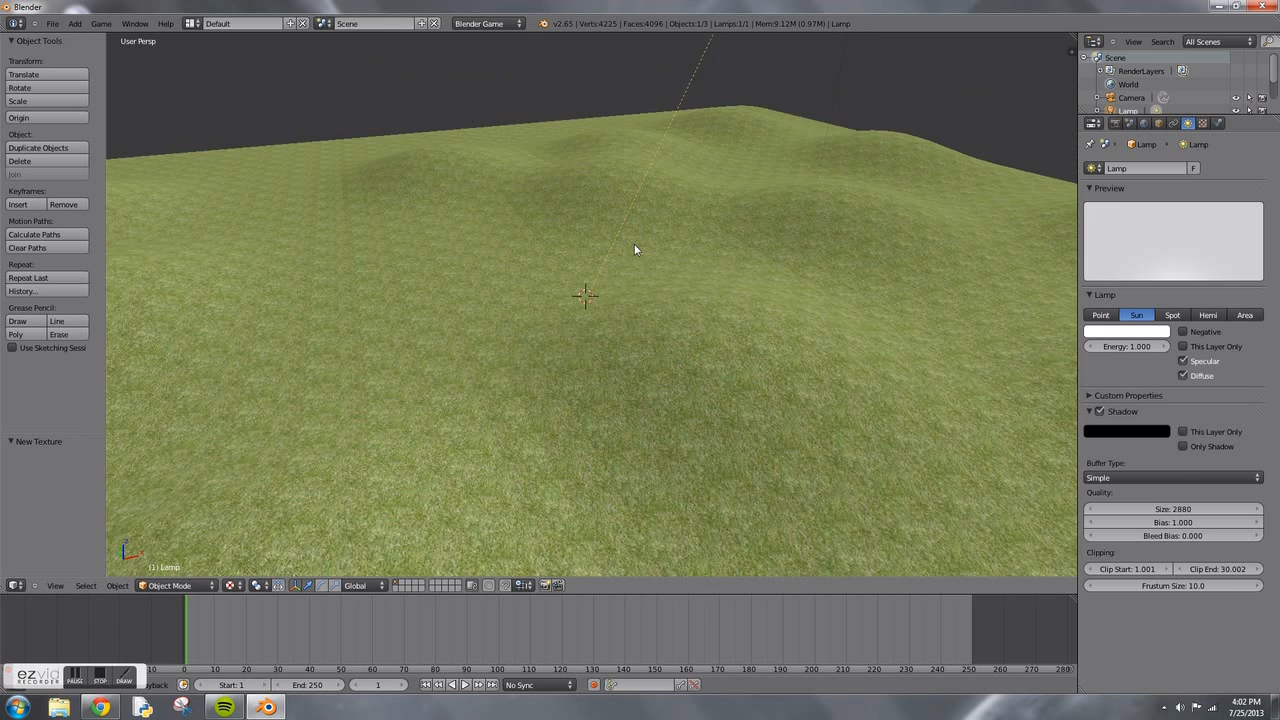 Blender
File Add Game Window Help Default Scene Blender Game v2.65 | Verts:4225 | Faces:4096 | Objects:1/3 | Lamps:1/1 | Mem:9.12M (0.97M) | Lamp
Object Tools
Transform:
Translate
Rotate
Scale
Origin
Object:
Duplicate Objects
Delete
Join
Keyframes:
Insert Remove
Motion Paths:
Calculate Paths
Clear Paths
Repeat:
Repeat Last
History...
Grease Pencil:
Draw Line
Poly Erase
Use Sketching Sessi
New Texture
User Persp
(1) Lamp
View Select Object Object Mode Global
View Search All Scenes
Scene
RenderLayers
World
Camera
Lamp
Lamp Lamp
Lamp F
Preview
Lamp
Point Sun Spot Hemi Area
Negative
Energy: 1.000 This Layer Only
Specular
Diffuse
Custom Properties
Shadow
This Layer Only
Only Shadow
Buffer Type:
Simple
Quality:
Size: 2880
Bias: 1.000
Bleed Bias: 0.000
Clipping:
Clip Start: 1.001 Clip End: 30.002
Frustum Size: 10.0
-10 0 10 20 30 40 50 60 70 80 90 100 110 120 130 140 150 160 170 180 190 200 210 220 230 240 250 260 270 280
ezvid
RECORDER
PAUSE STOP DRAW
yback Start: 1 End: 250 1 No Sync
4:02 PM
7/25/2013